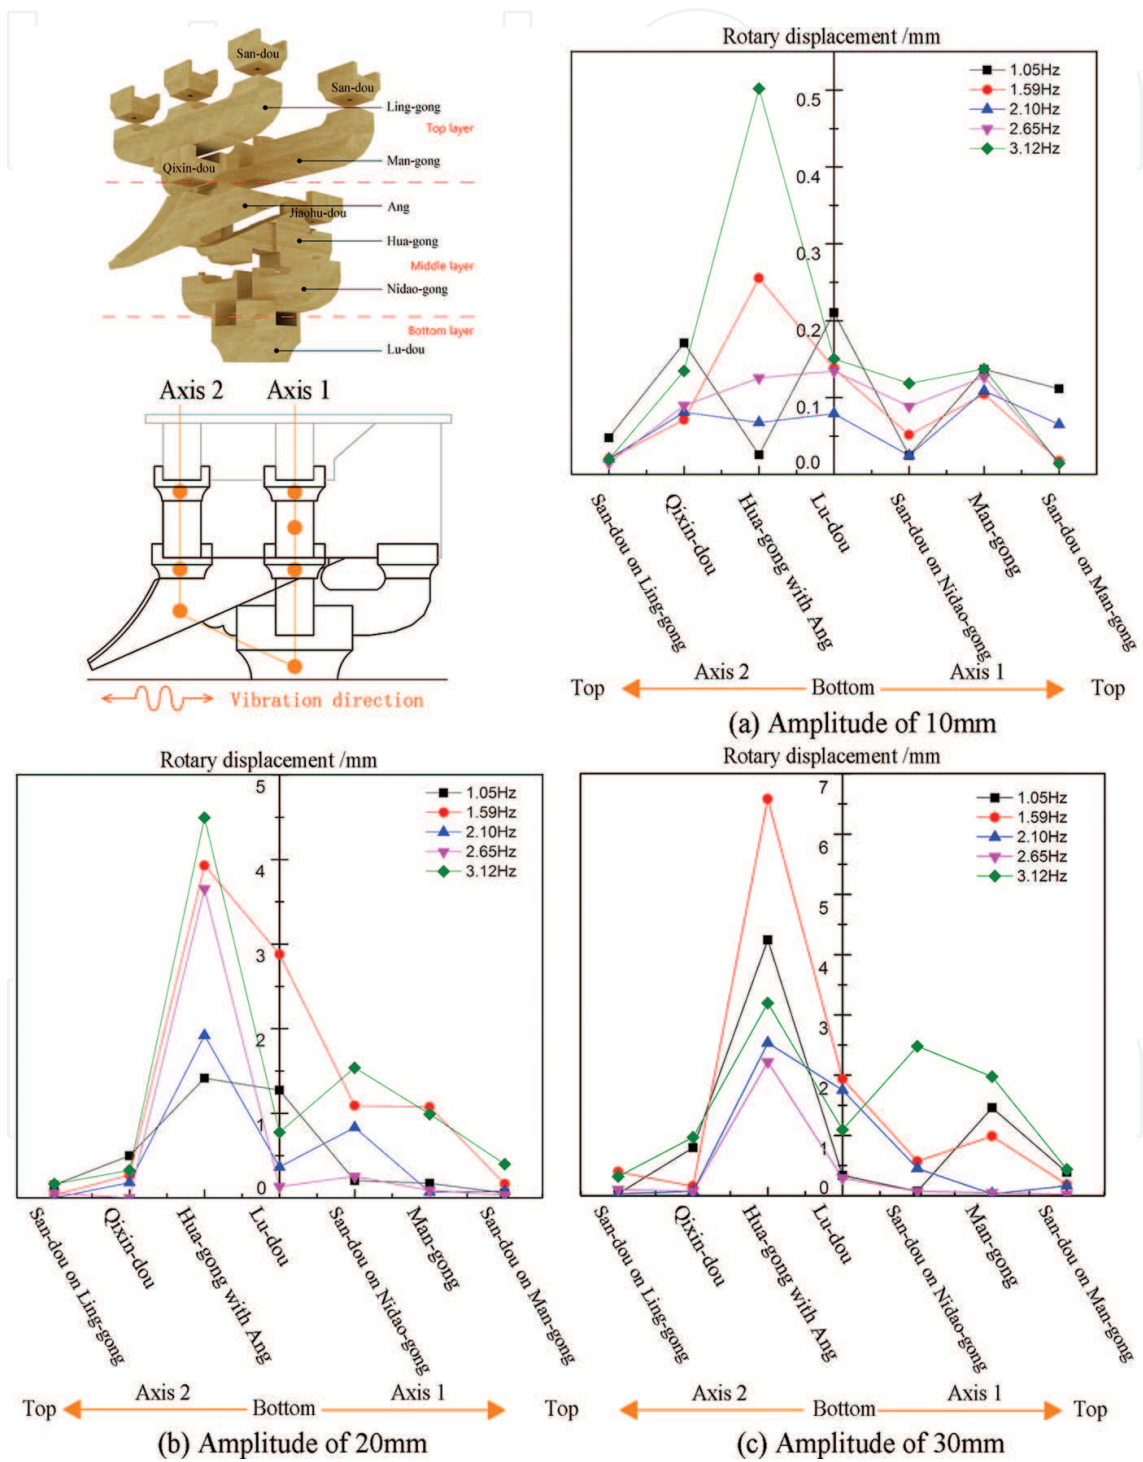 San-dou
San-dou
Ling-gong
Top layer
Man-gong
Qixin-dou
Ang
Jiaohu-dou
Hua-gong
Middle layer
Nidao-gong
Bottom layer
Lu-dou
Axis 2
Axis 1
Vibration direction
Rotary displacement /mm
1.05Hz
1.59Hz
2.10Hz
2.65Hz
3.12Hz
0.5
0.4
0.3
0.2
0.1
0.0
San-dou on Ling-gong
Qixin-dou
Hua-gong with Ang
Lu-dou
San-dou on Nidao-gong
Man-gong
San-dou on Man-gong
Axis 2
Axis 1
Top
Bottom
Top
(a) Amplitude of 10mm
Rotary displacement /mm
1.05Hz
1.59Hz
2.10Hz
2.65Hz
3.12Hz
5
4
3
2
1
0
San-dou on Ling-gong
Qixin-dou
Hua-gong with Ang
Lu-dou
San-dou on Nidao-gong
Man-gong
San-dou on Man-gong
Axis 2
Axis 1
Top
Bottom
Top
(b) Amplitude of 20mm
Rotary displacement /mm
1.05Hz
1.59Hz
2.10Hz
2.65Hz
3.12Hz
7
6
5
4
3
2
1
0
San-dou on Ling-gong
Qixin-dou
Hua-gong with Ang
Lu-dou
San-dou on Nidao-gong
Man-gong
San-dou on Man-gong
Axis 2
Axis 1
Bottom
Top
(c) Amplitude of 30mm